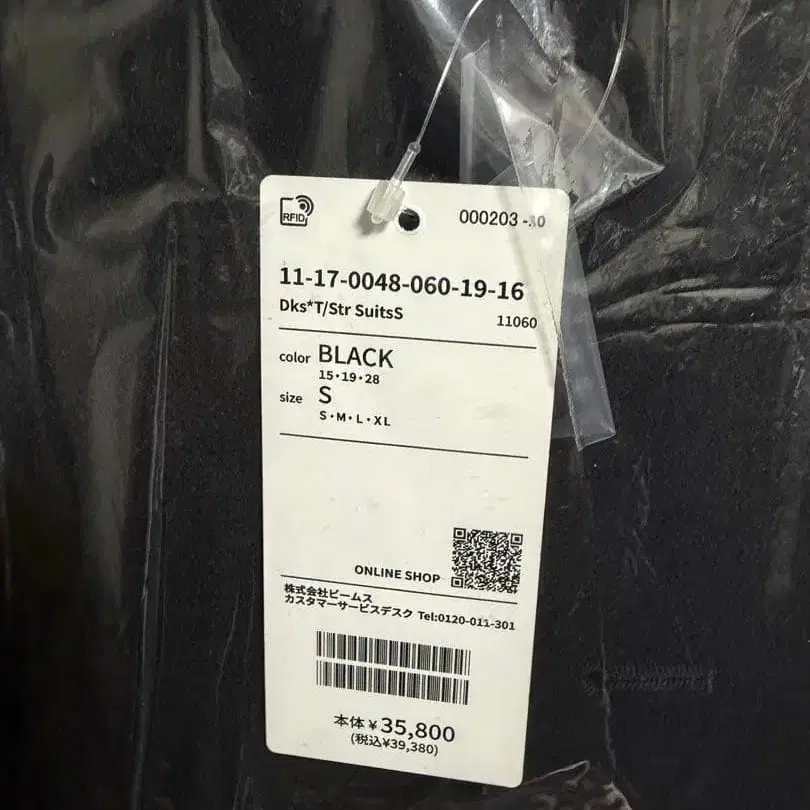 RFID
000203 -30
11-17-0048-060-19-16
Dks*T/Str SuitsS 11060
color BLACK
15・19・28
size S
S・M・L・XL
ONLINE SHOP
株式会社ビームス
カスタマーサービスデスク Tel:0120-011-301
本体 ¥35,800
(税込¥39,380)